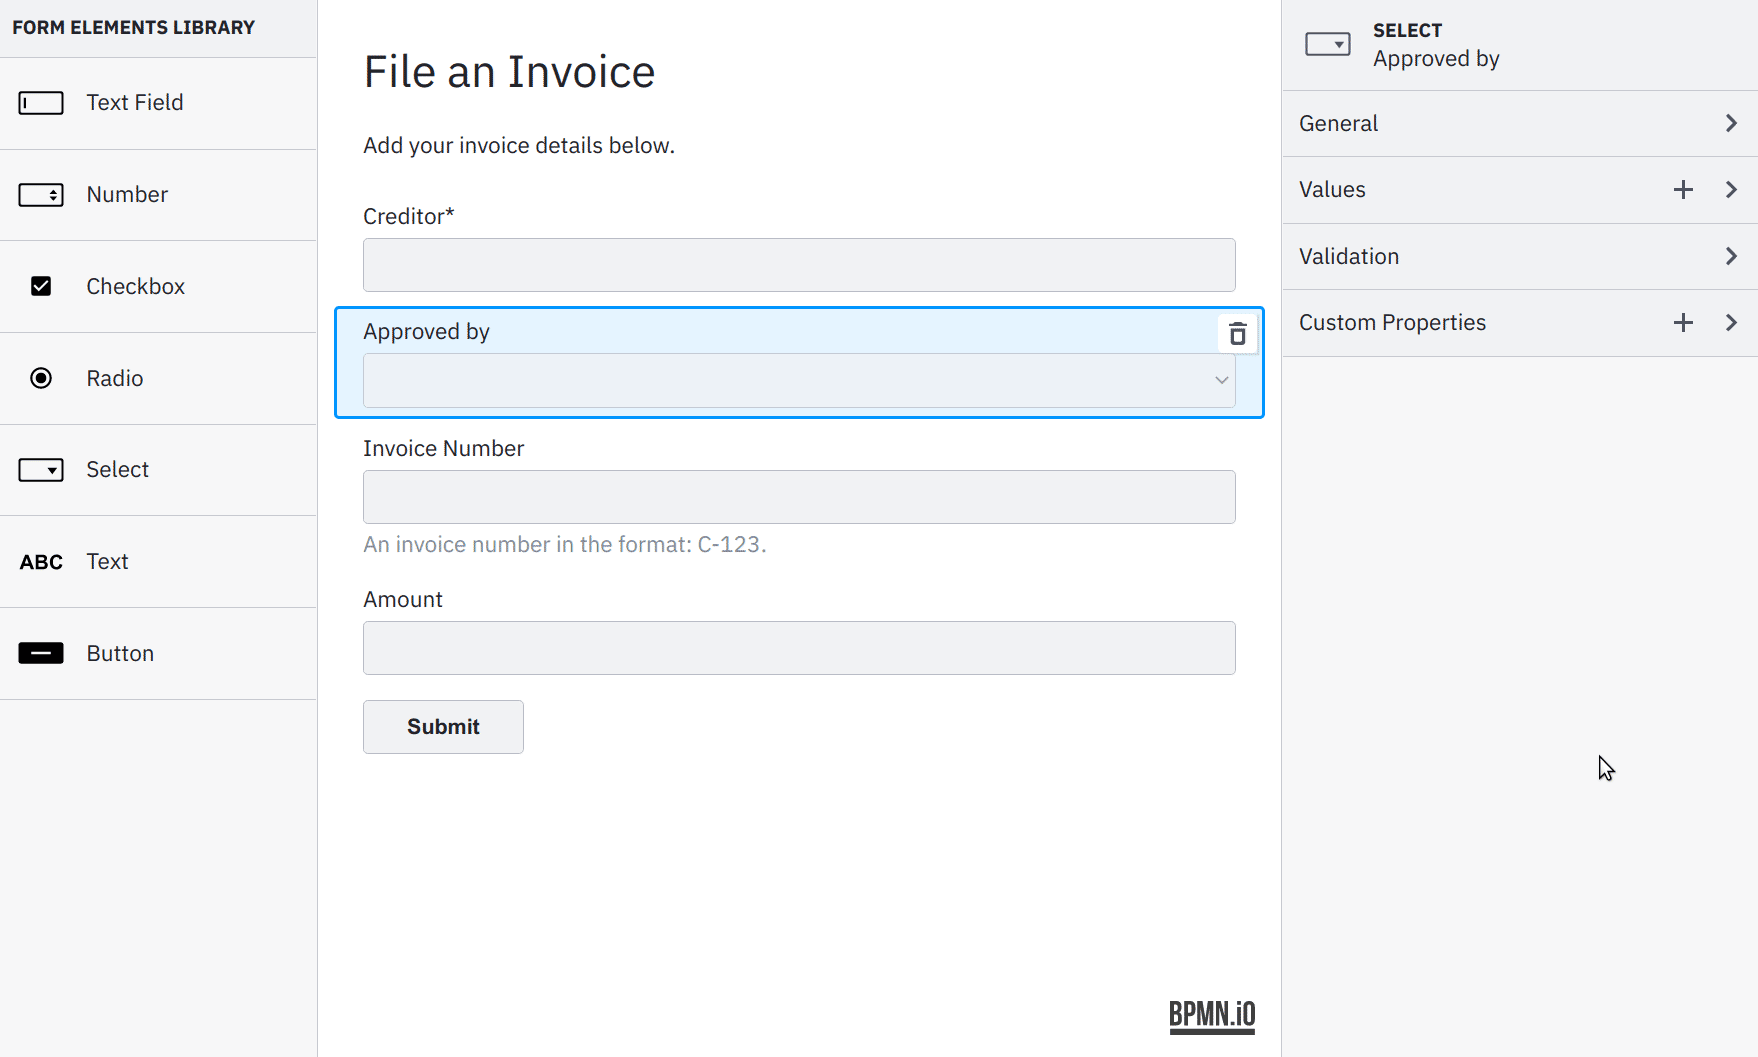 FORM ELEMENTS LIBRARY
Text Field
Number
Checkbox
Radio
Select
ABC Text
Button
File an Invoice
Add your invoice details below.
Creditor*
Approved by
Invoice Number
An invoice number in the format: C-123.
Amount
Submit
BPMN.iO
SELECT
Approved by
General
Values
Validation
Custom Properties